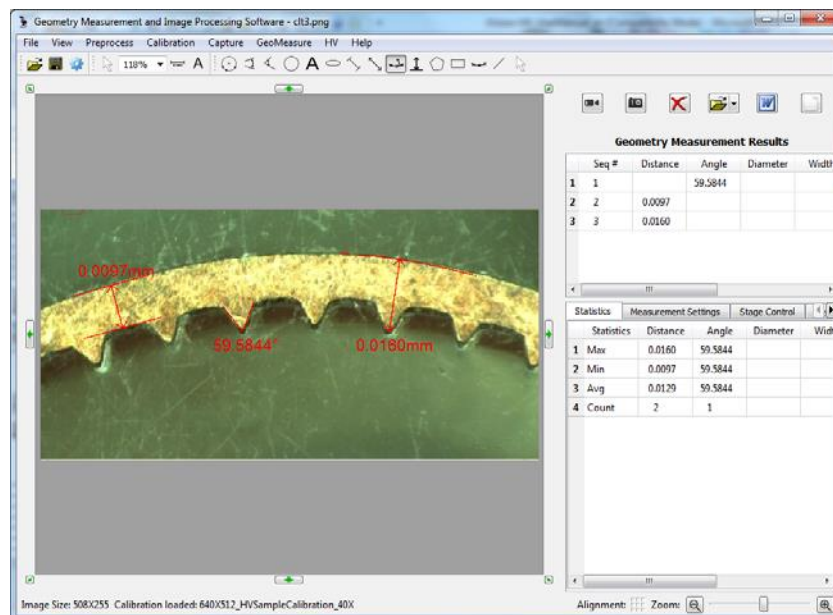 Geometry Measurement and Image Processing Software - clt3.png
File View Preprocess Calibration Capture GeoMeasure HV Help
118% A A
Geometry Measurement Results
Seq # Distance Angle Diameter Width
1 1 59.5844
2 2 0.0097
3 3 0.0160
0.0097mm
59.5844°
0.0160mm
Statistics Measurement Settings Stage Control
Statistics Distance Angle Diameter Widt
1 Max 0.0160 59.5844
2 Min 0.0097 59.5844
3 Avg 0.0129 59.5844
4 Count 2 1
Image Size: 508X255 Calibration loaded: 640X512_HVSampleCalibration_40X
Alignment: Zoom: